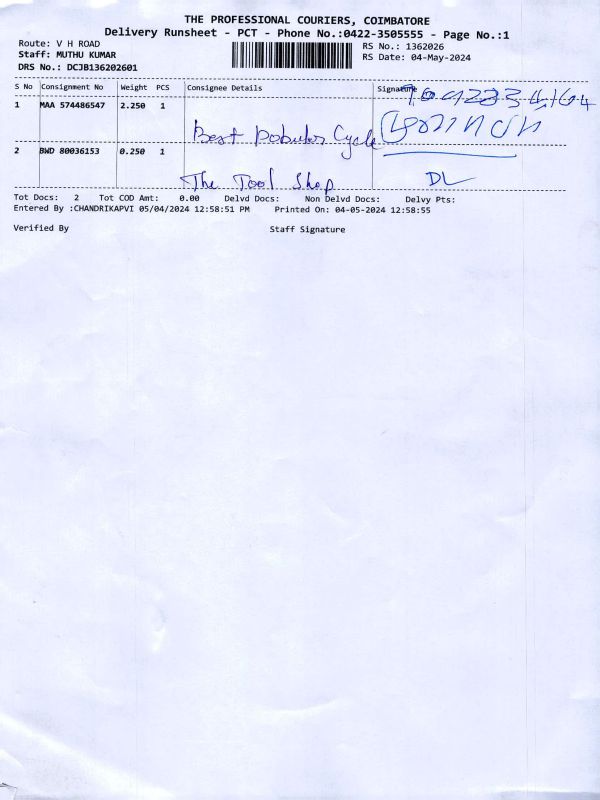 THE PROFESSIONAL COURIERS, COIMBATORE
Delivery Runsheet - PCT - Phone No.:0422-3505555 - Page No.:1
Route: V H ROAD
RS No.: 1362026
Staff: MUTHU KUMAR
RS Date: 04-May-2024
DRS No.: DCJB136202601
S No Consignment No Weight PCS Consignee Details Signature
1 MAA 574486547 2.250 1
Best Pobuler Cycle
2 BWD 80036153 0.250 1
The Tool Shop DL
Tot Docs: 2 Tot COD Amt: 0.00 Delvd Docs: Non Delvd Docs: Delvy Pts:
Entered By :CHANDRIKAPVI 05/04/2024 12:58:51 PM Printed On: 04-05-2024 12:58:55
Verified By Staff Signature